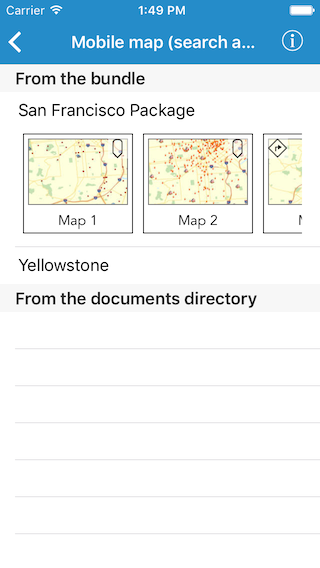 Carrier 1:49 PM
Mobile map (search a...
From the bundle
San Francisco Package
Map 1 Map 2
Yellowstone
From the documents directory